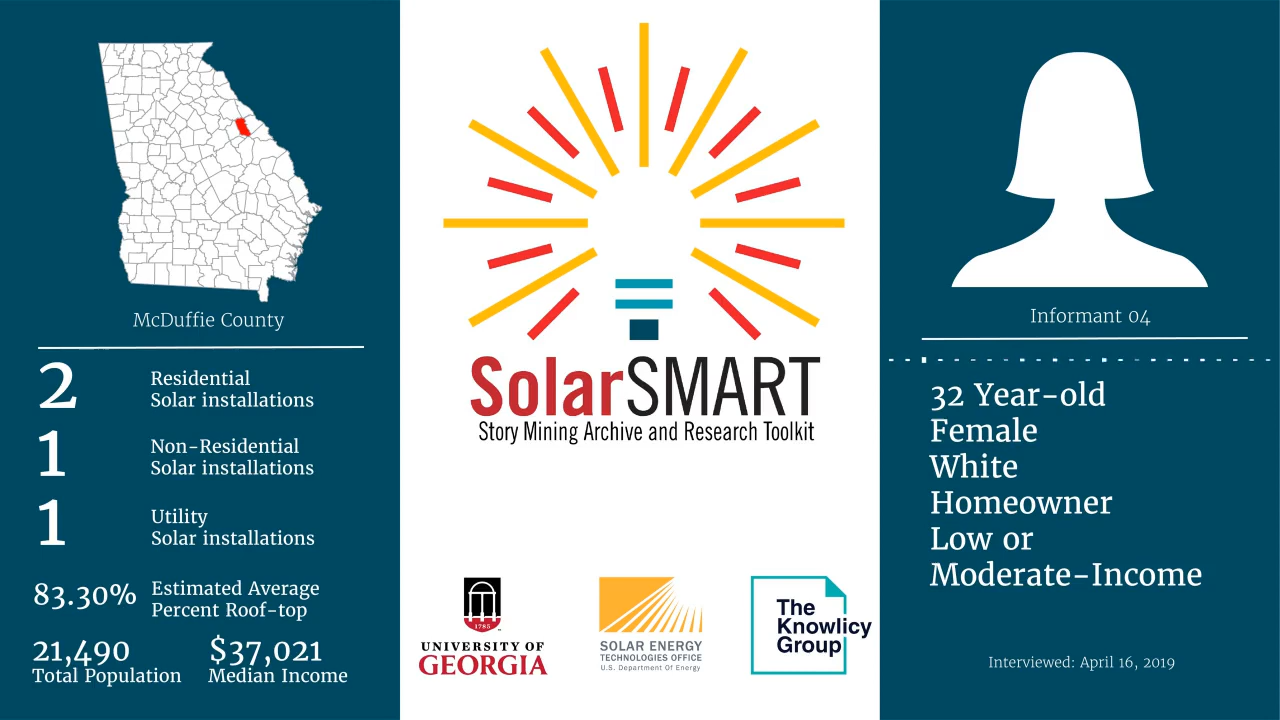 McDuffie County
2
Residential
Solar installations
1
Non-Residential
Solar installations
1
Utility
Solar installations
83.30%
Estimated Average
Percent Roof-top
21,490
Total Population
$37,021
Median Income
SolarSMART
Story Mining Archive and Research Toolkit
1785
UNIVERSITY OF
GEORGIA
SOLAR ENERGY
TECHNOLOGIES OFFICE
U.S. Department Of Energy
The
Knowlicy
Group
Informant 04
32 Year-old
Female
White
Homeowner
Low or
Moderate-Income
Interviewed: April 16, 2019